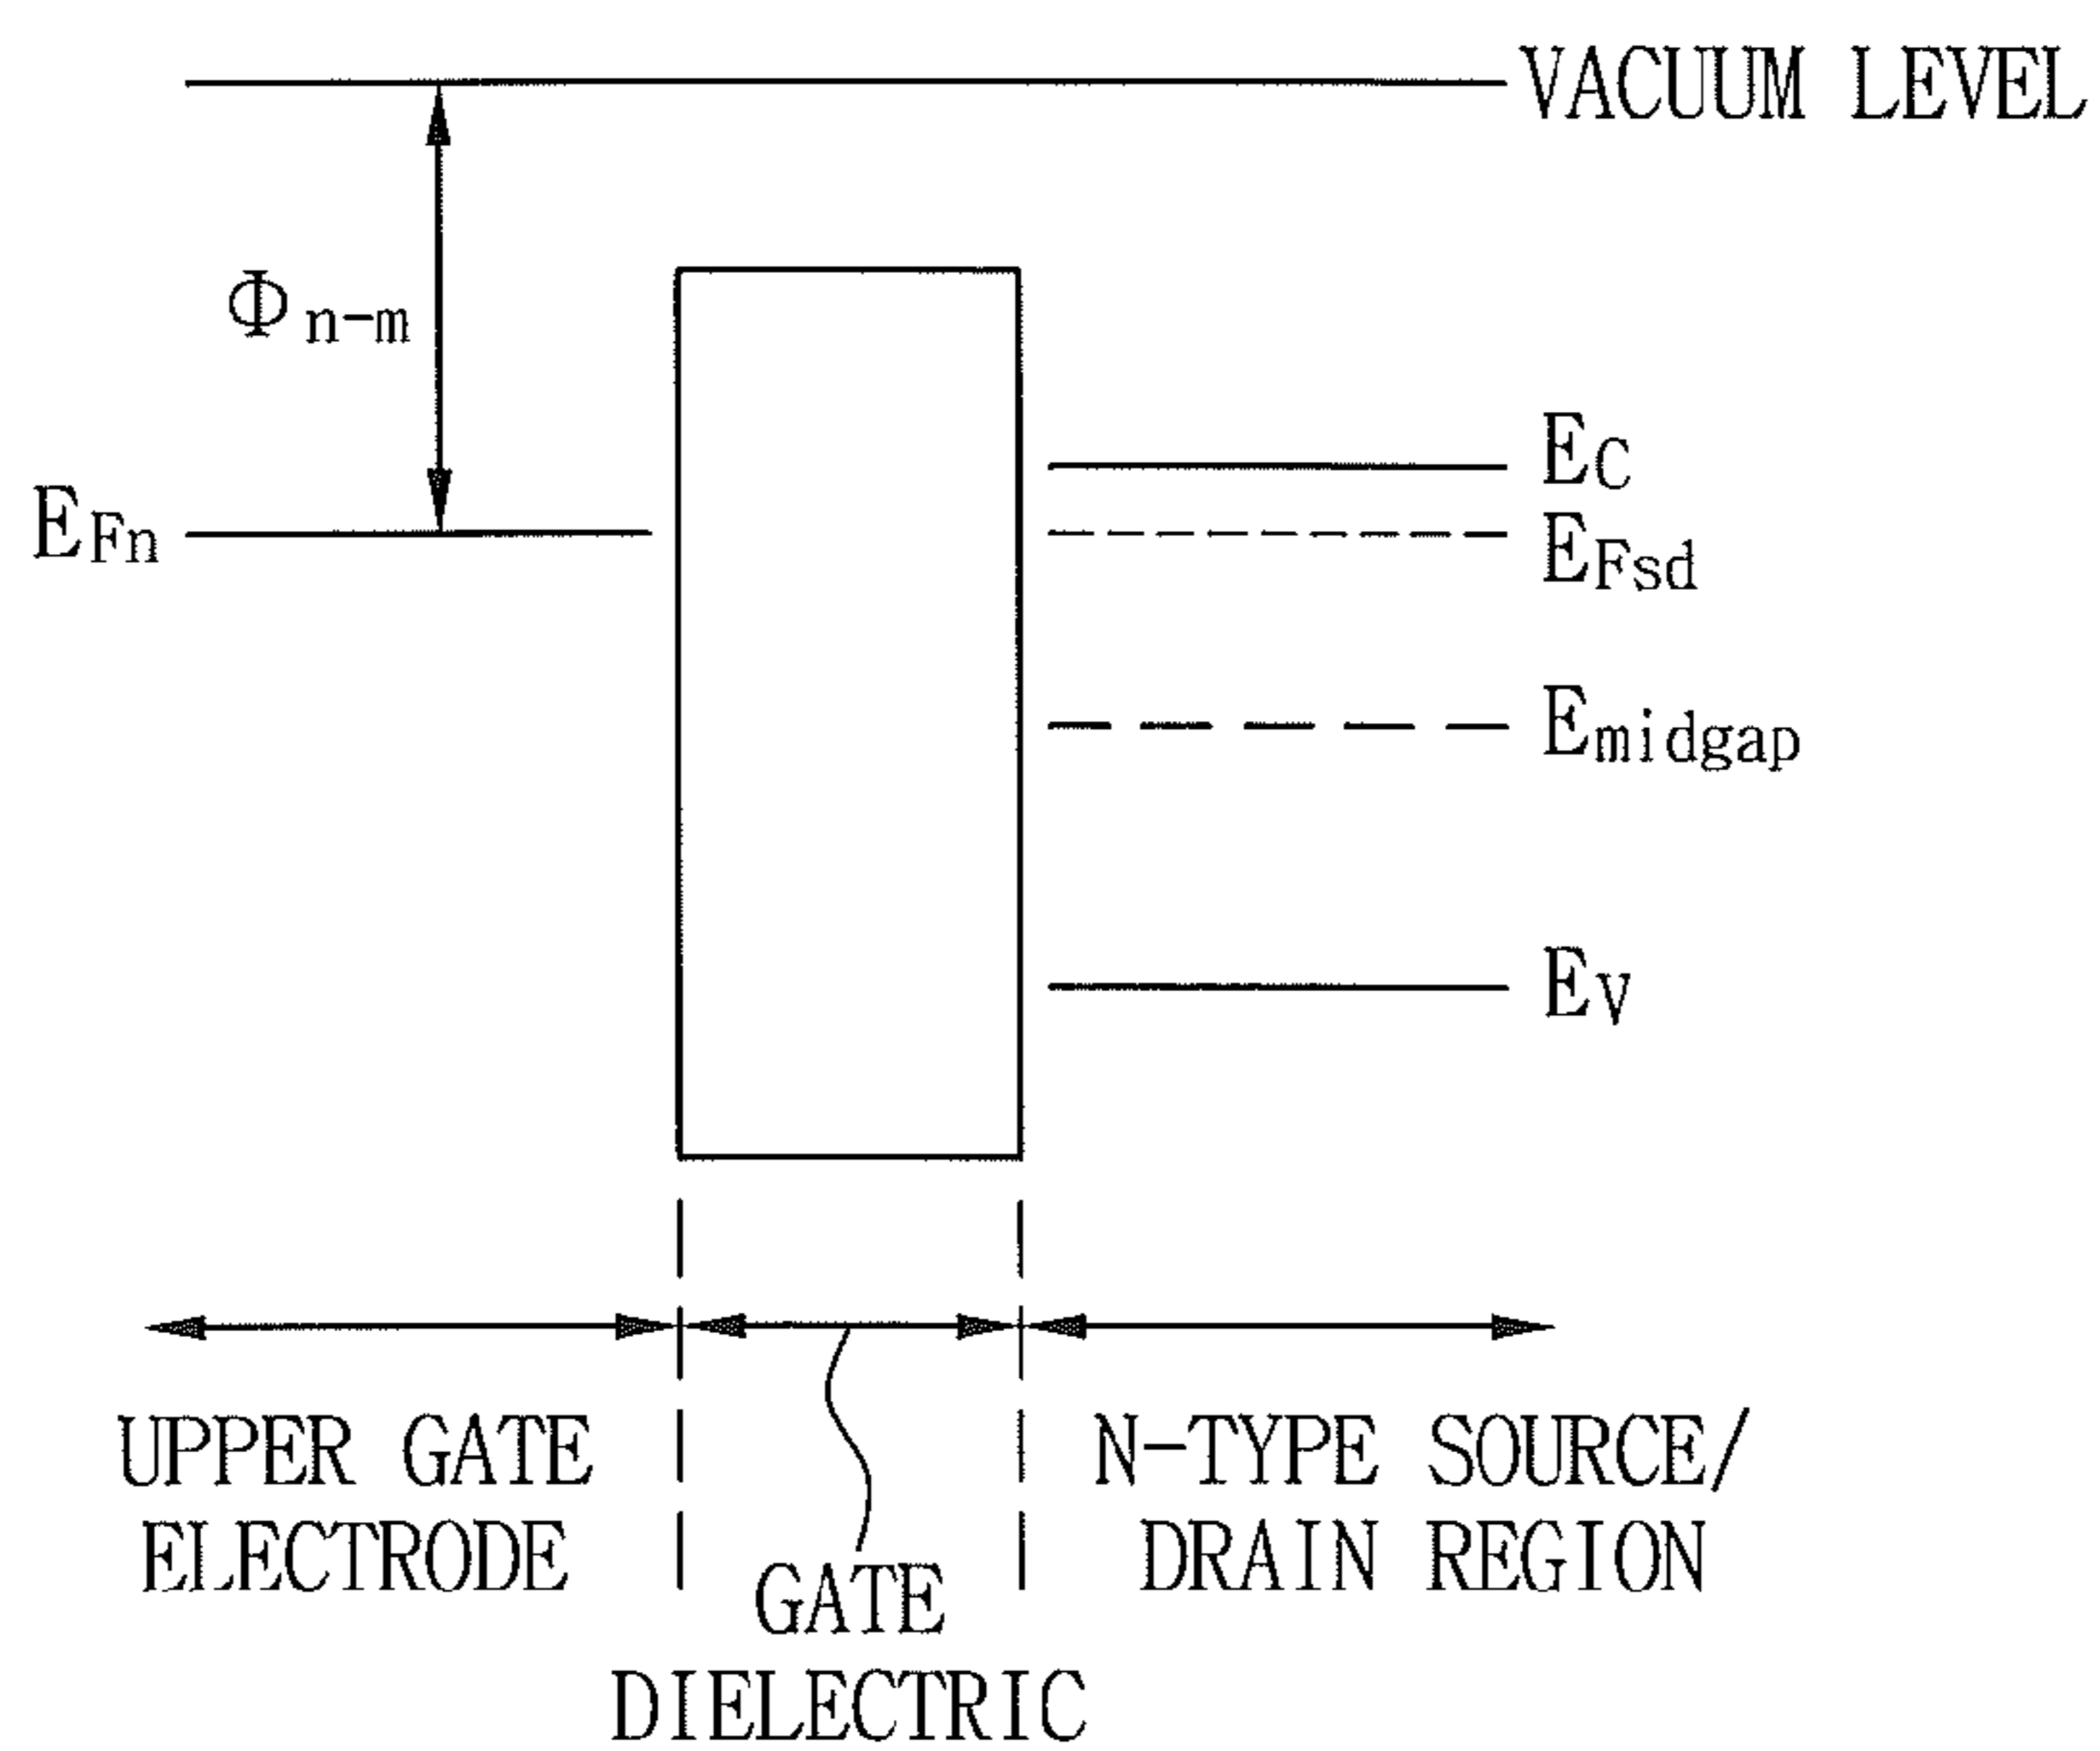 VACUUM LEVEL
Φn-m
EC
EFn
EFsd
Emidgap
EV
UPPER GATE
ELECTRODE
GATE
DIELECTRIC
N-TYPE SOURCE/
DRAIN REGION